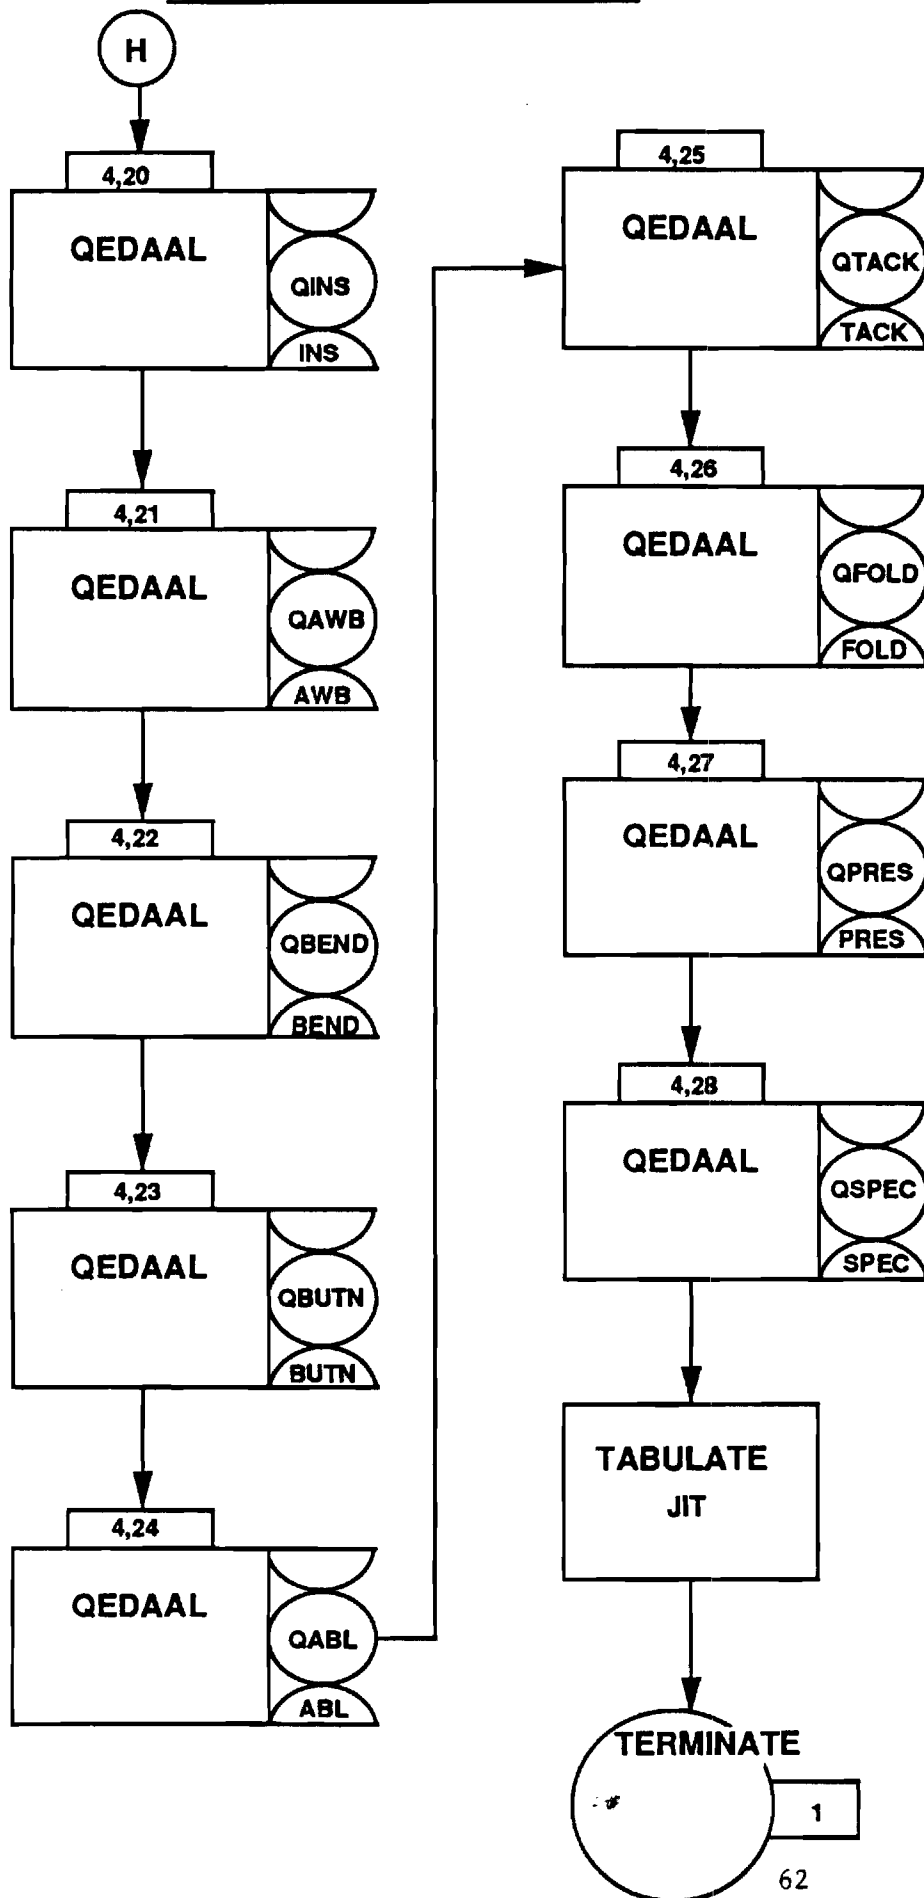 H
4,20
QEDAAL
QINS
INS
4,21
QEDAAL
QAWB
AWB
4,22
QEDAAL
QBEND
BEND
4,23
QEDAAL
QBUTN
BUTN
4,24
QEDAAL
QABL
ABL
4,25
QEDAAL
QTACK
TACK
4,26
QEDAAL
QFOLD
FOLD
4,27
QEDAAL
QPRES
PRES
4,28
QEDAAL
QSPEC
SPEC
TABULATE
JIT
TERMINATE
1
62